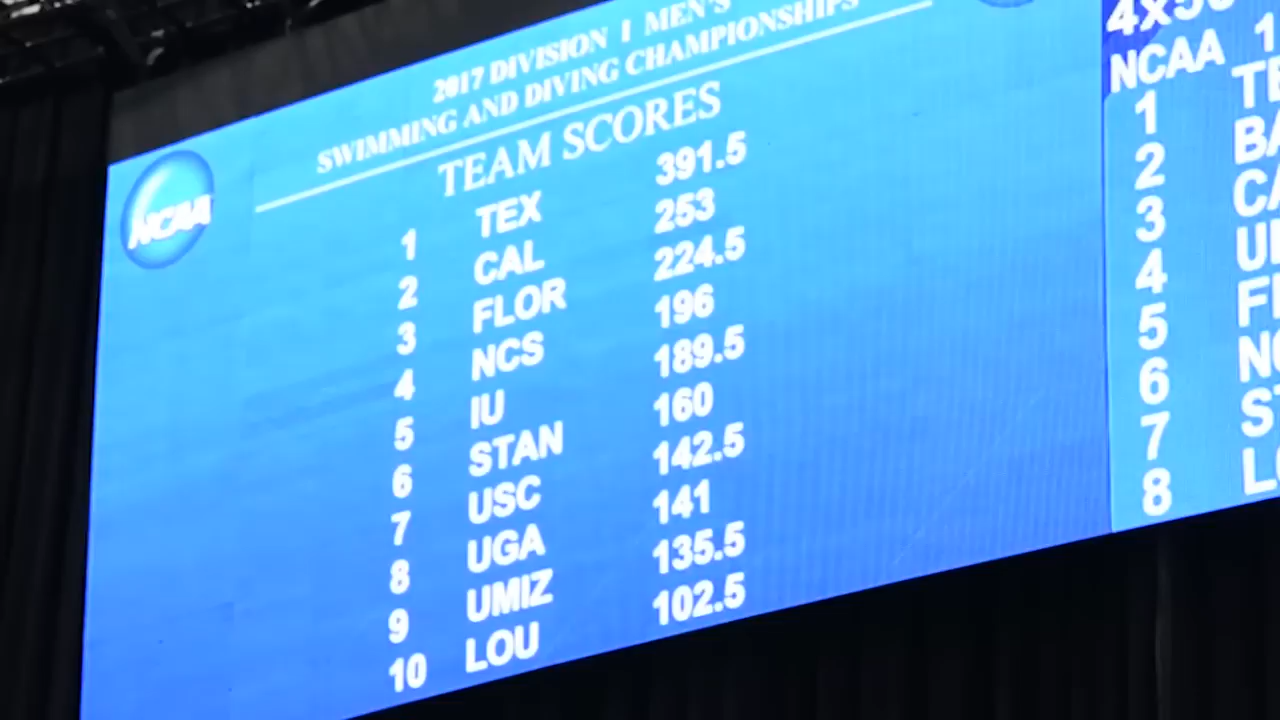 2017 DIVISION I MEN'S
SWIMMING AND DIVING CHAMPIONSHIPS
TEAM SCORES
NCAA
1 TEX 391.5
2 CAL 253
3 FLOR 224.5
4 NCS 196
5 IU 189.5
6 STAN 160
7 USC 142.5
8 UGA 141
9 UMIZ 135.5
10 LOU 102.5
NCAA
1
2
3
4
5
6
7
8